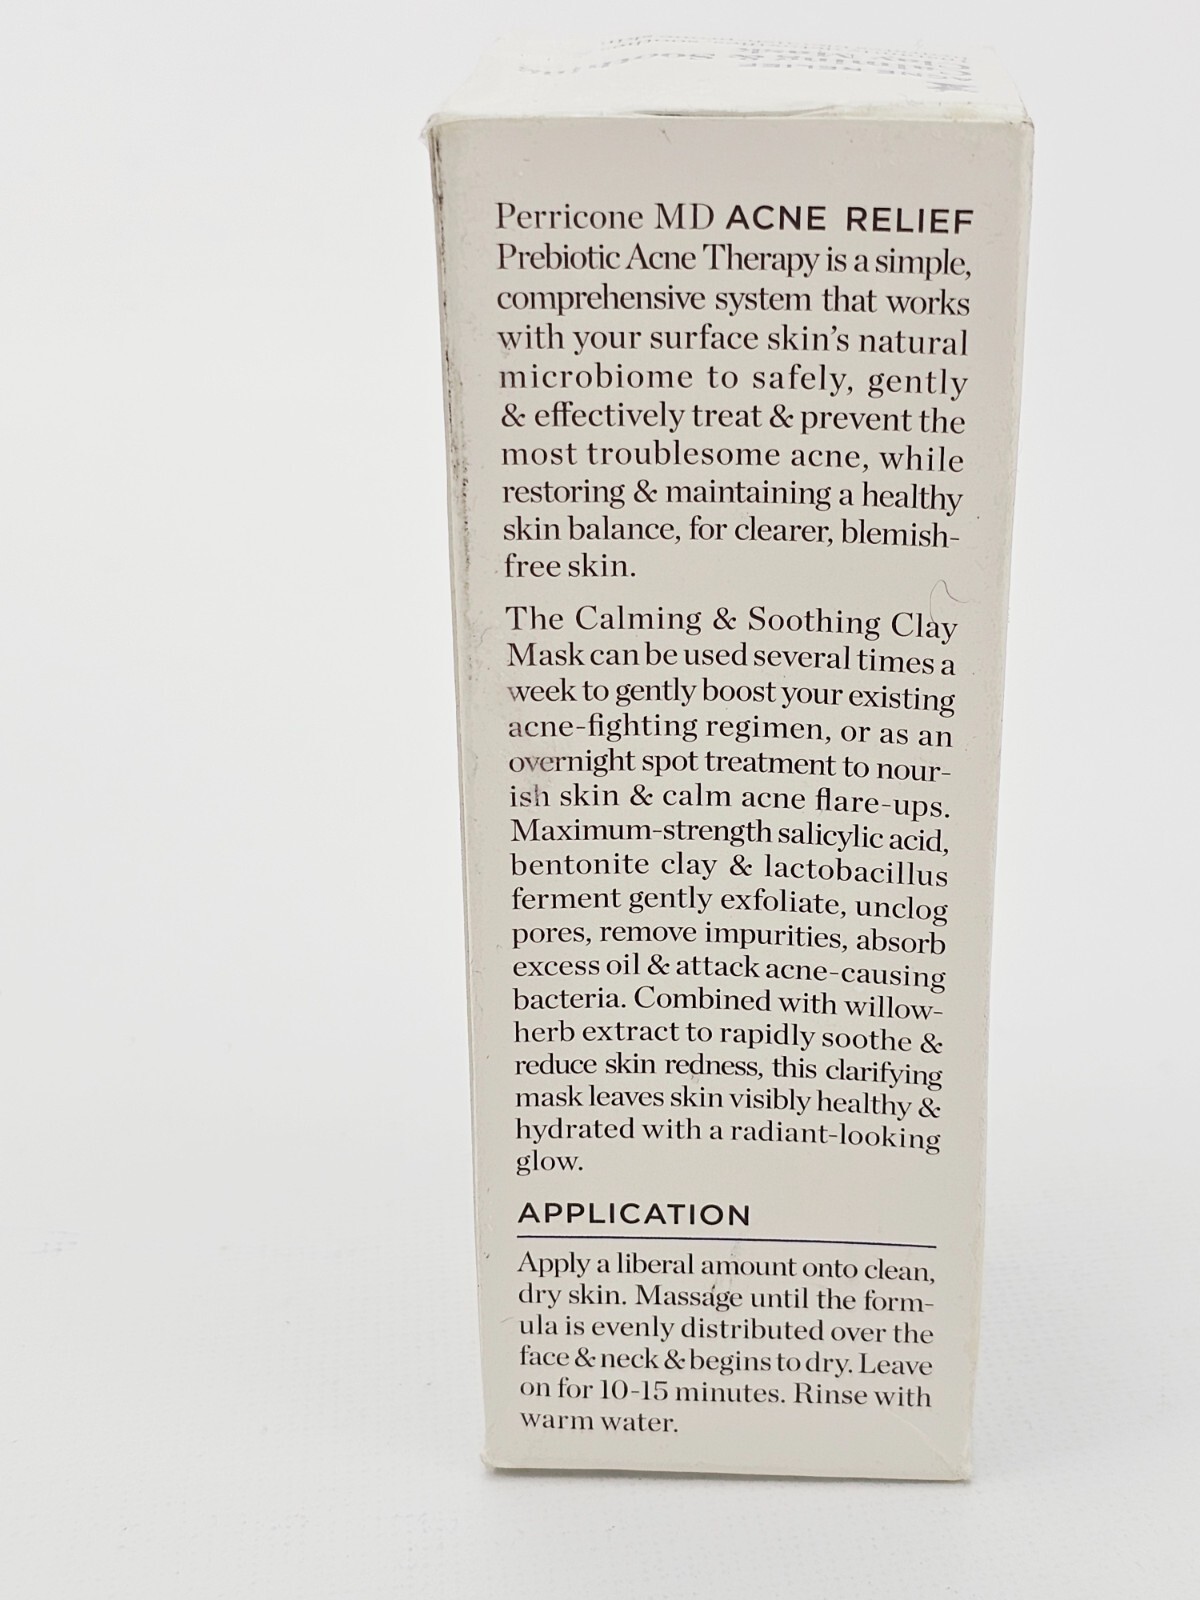 Perricone MD ACNE RELIEF
Prebiotic Acne Therapy is a simple,
comprehensive system that works
with your surface skin's natural
microbiome to safely, gently
& effectively treat & prevent the
most troublesome acne, while
restoring & maintaining a healthy
skin balance, for clearer, blemish-
free skin.
The Calming & Soothing Clay
Mask can be used several times a
week to gently boost your existing
acne-fighting regimen, or as an
overnight spot treatment to nour-
ish skin & calm acne flare-ups.
Maximum-strength salicylic acid,
bentonite clay & lactobacillus
ferment gently exfoliate, unclog
pores, remove impurities, absorb
excess oil & attack acne-causing
bacteria. Combined with willow-
herb extract to rapidly soothe &
reduce skin redness, this clarifying
mask leaves skin visibly healthy &
hydrated with a radiant-looking
glow.
APPLICATION
Apply a liberal amount onto clean,
dry skin. Massage until the form-
ula is evenly distributed over the
face & neck & begins to dry. Leave
on for 10-15 minutes. Rinse with
warm water.